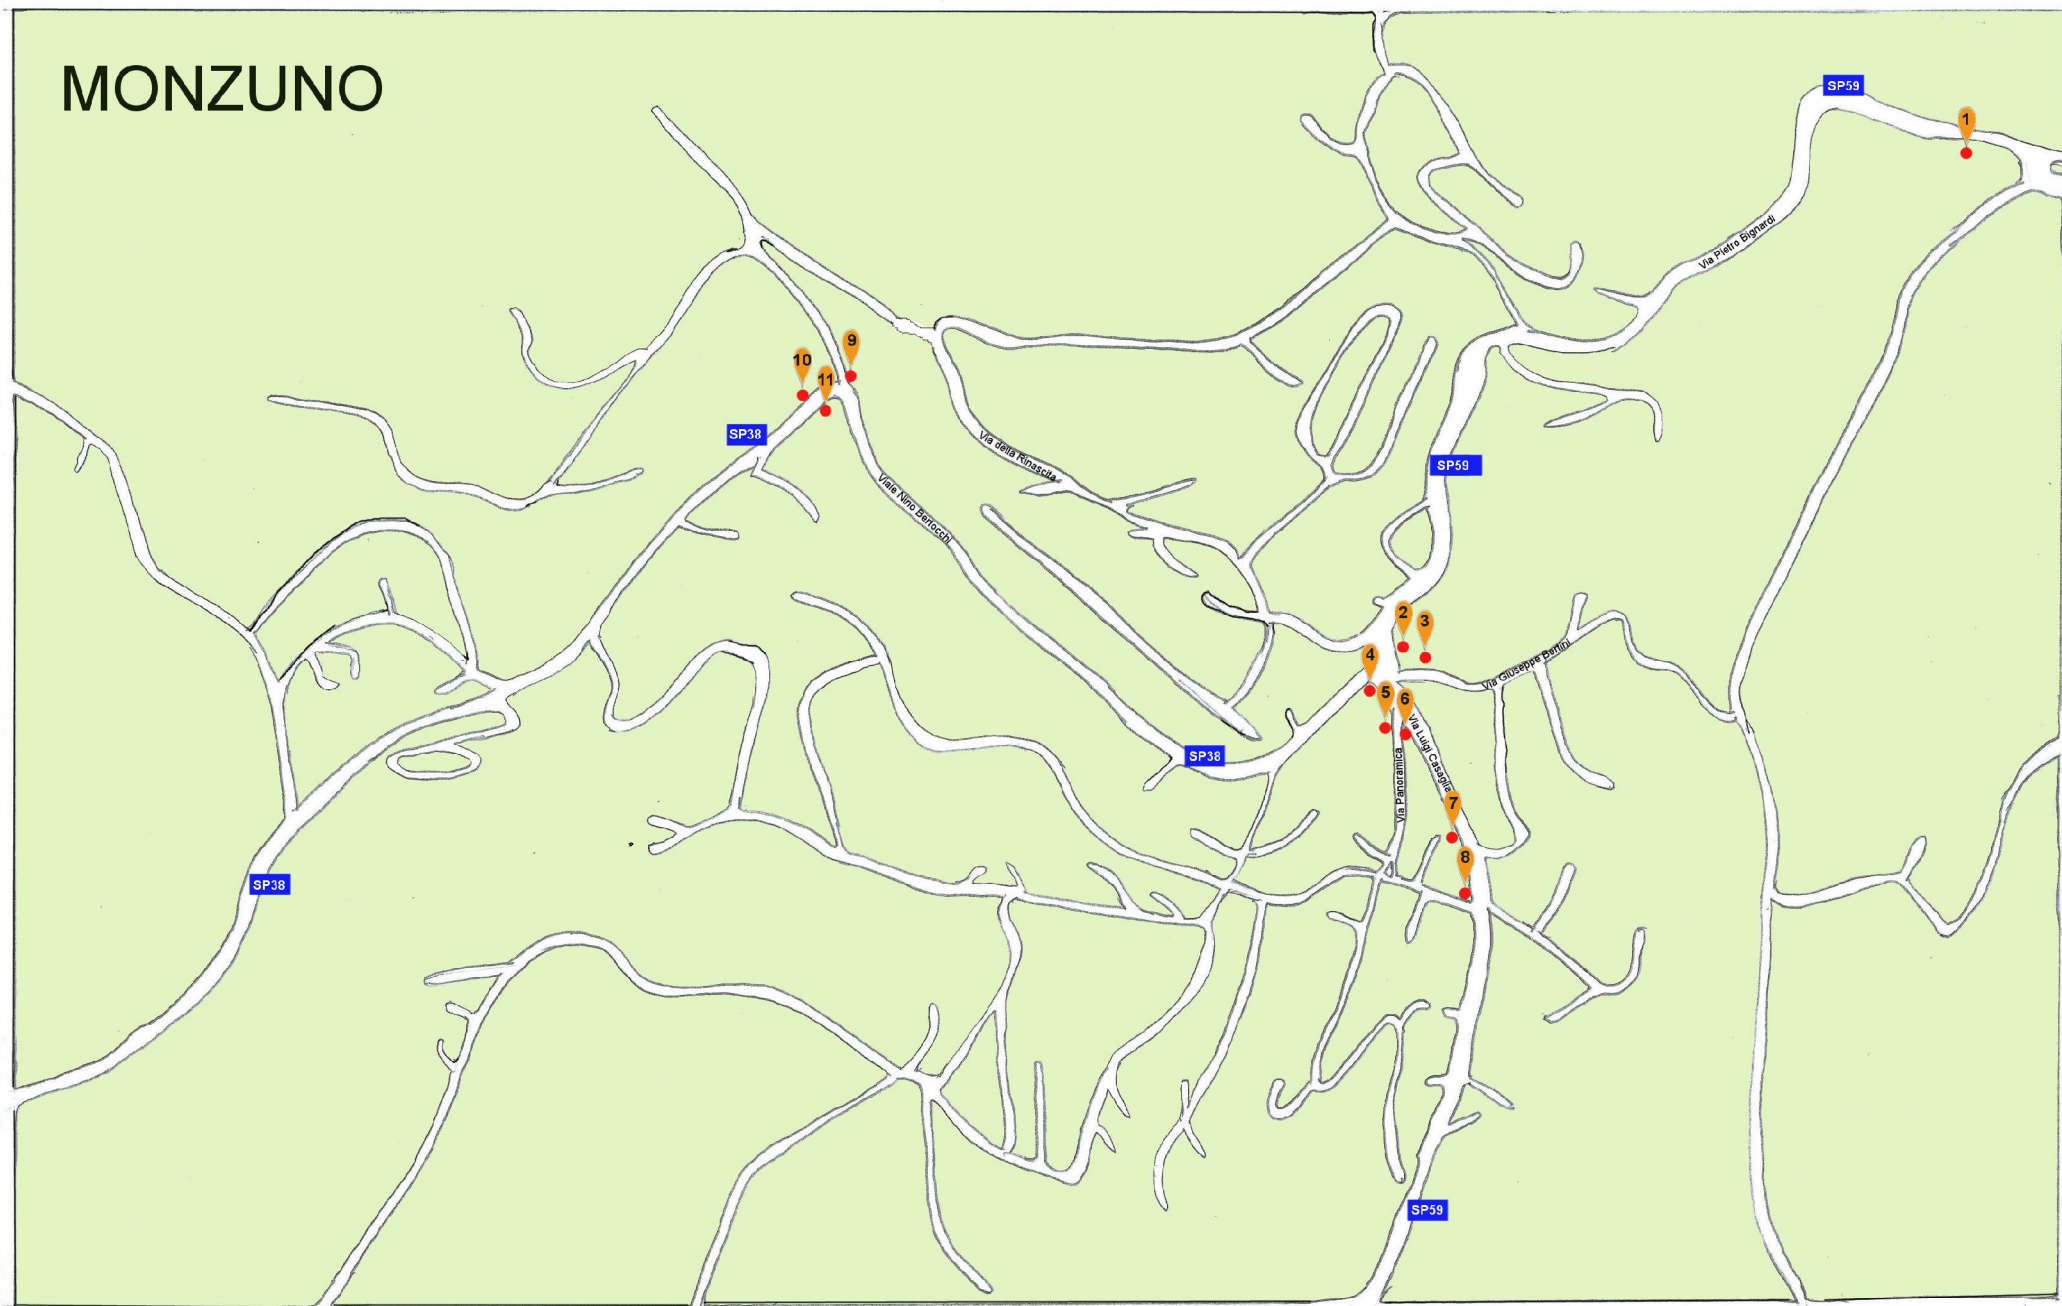 MONZUNO
SP59
1
Via Pietro Bignardi
9
10
11
SP38
Via della Rinascita
SP59
Viale Nino Bertocchi
2
3
4
Via Giuseppe Bertini
5
6
Via Luigi Casaglia
SP38
Via Panoramica
7
8
SP38
SP59